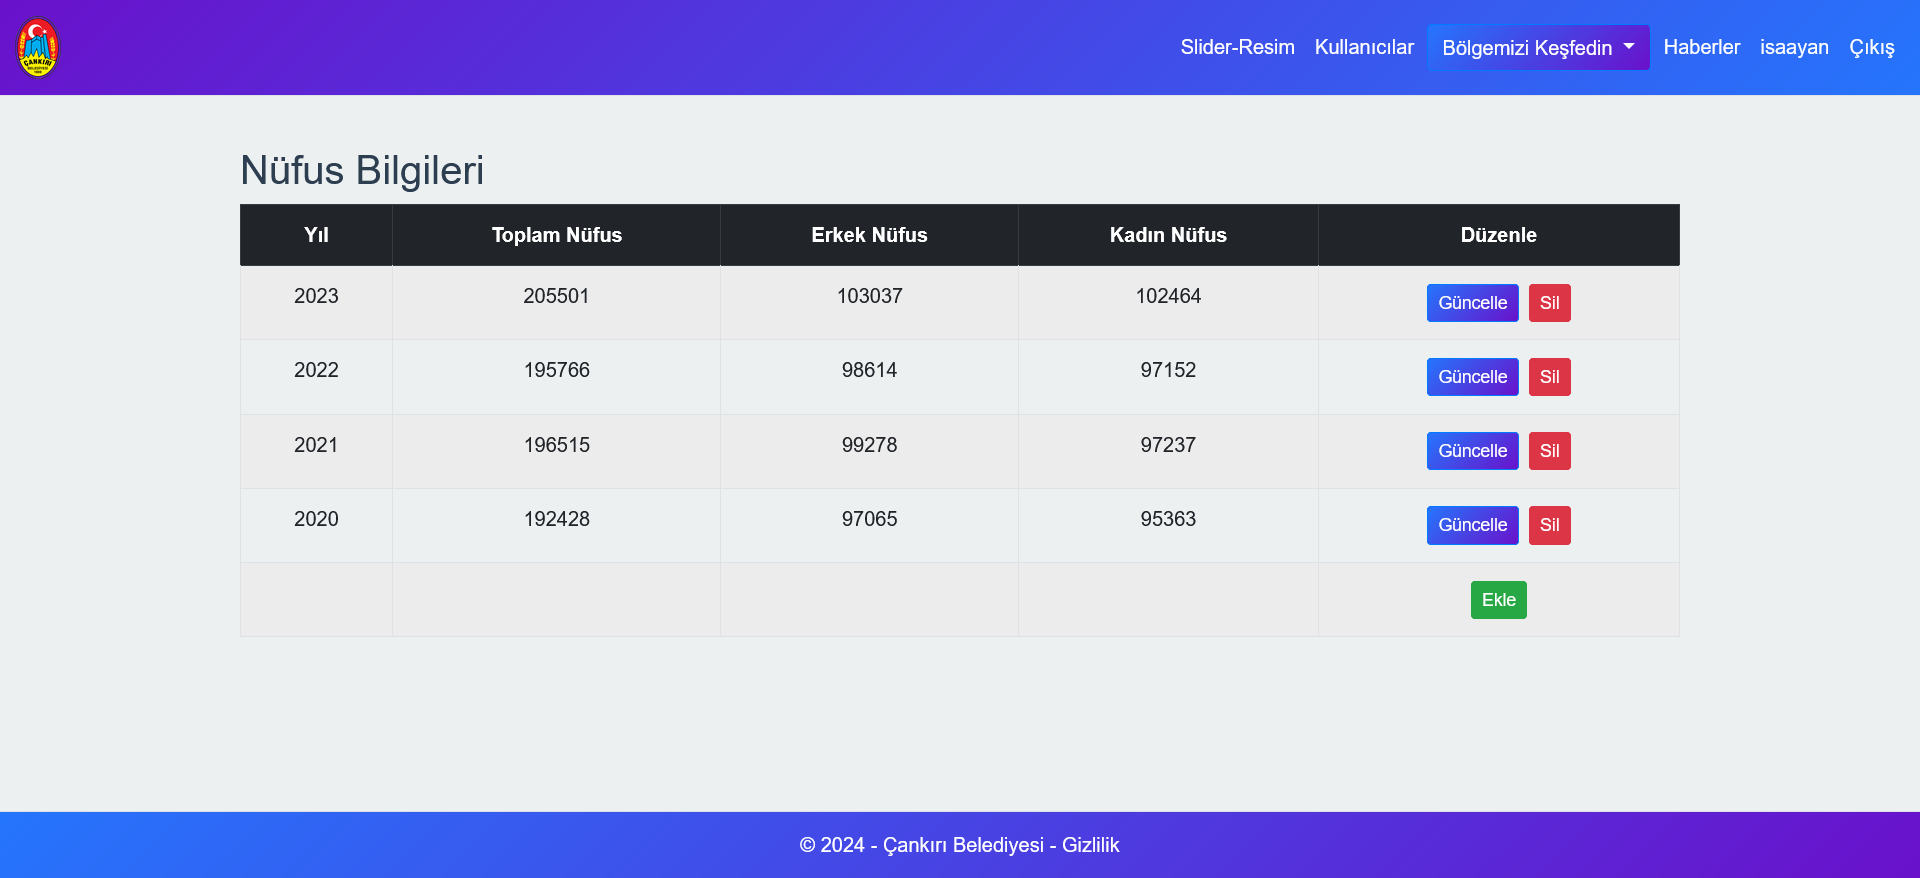 ÇANKIRI
BELEDİYESİ
Slider-Resim Kullanıcılar Bölgemizi Keşfedin Haberler isaayan Çıkış
Nüfus Bilgileri
Yıl Toplam Nüfus Erkek Nüfus Kadın Nüfus Düzenle
2023 205501 103037 102464 Güncelle Sil
2022 195766 98614 97152 Güncelle Sil
2021 196515 99278 97237 Güncelle Sil
2020 192428 97065 95363 Güncelle Sil
Ekle
© 2024 - Çankırı Belediyesi - Gizlilik